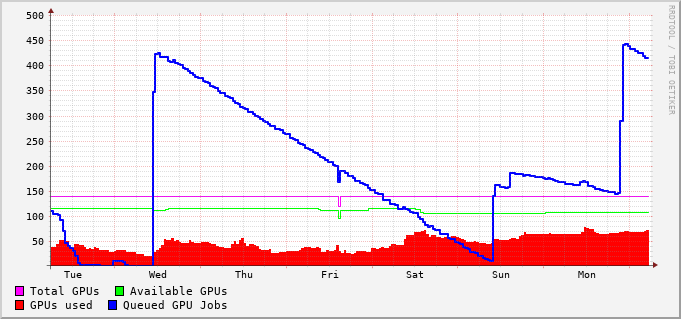 RRDTOOL / TOBI OETIKER
500
450
400
350
300
250
200
150
100
50
Tue Wed Thu Fri Sat Sun Mon
Total GPUs Available GPUs
GPUs used Queued GPU Jobs